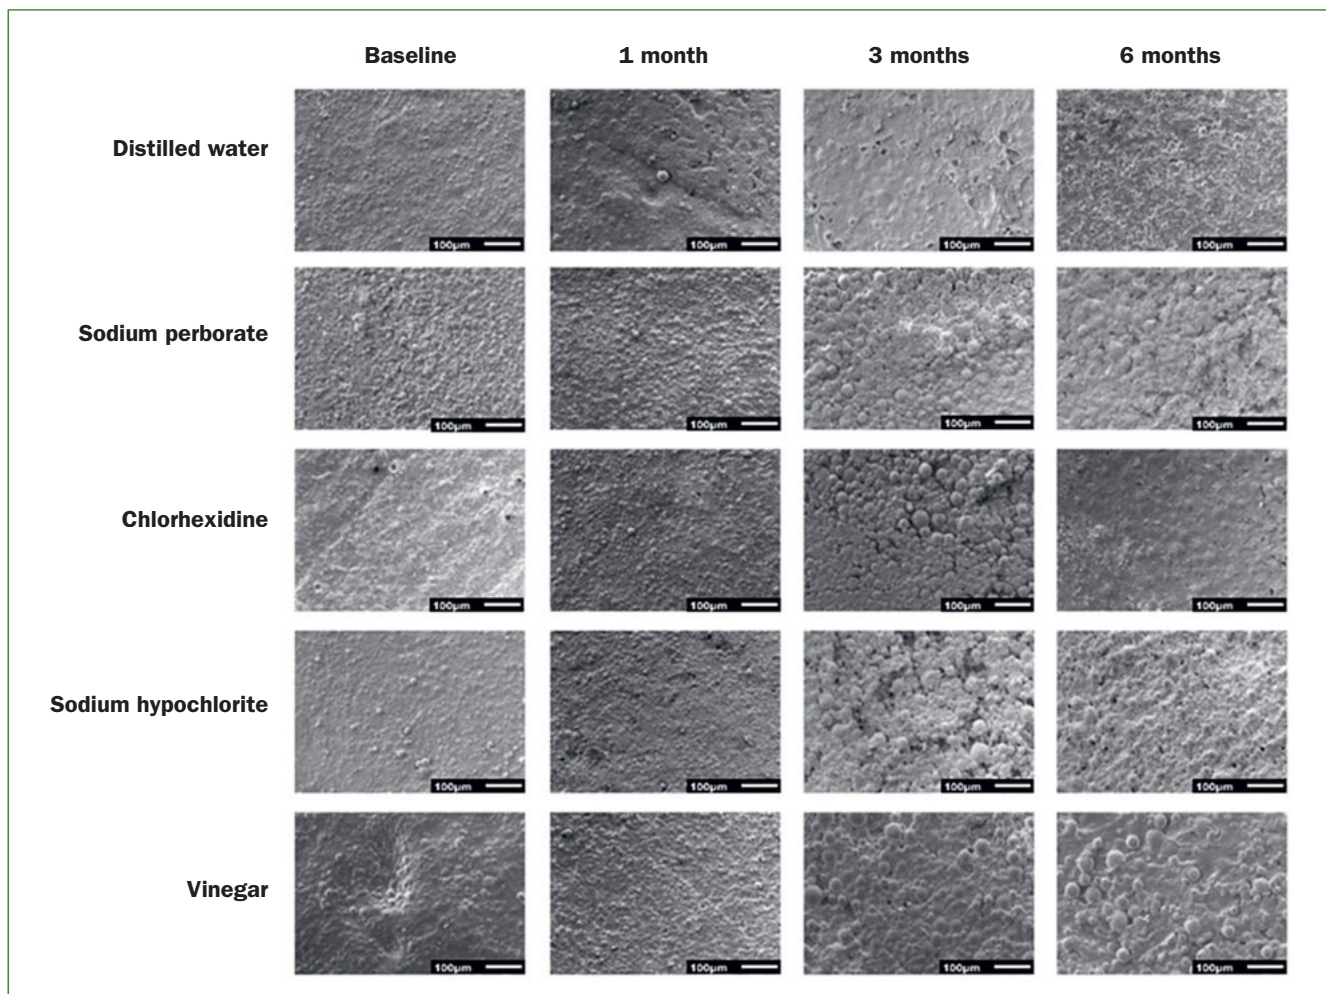 Baseline 1 month 3 months 6 months
Distilled water
100µm 100µm 100µm 100µm
Sodium perborate
100µm 100µm 100µm 100µm
Chlorhexidine
100µm 100µm 100µm 100µm
Sodium hypochlorite
100µm 100µm 100µm 100µm
Vinegar
100µm 100µm 100µm 100µm